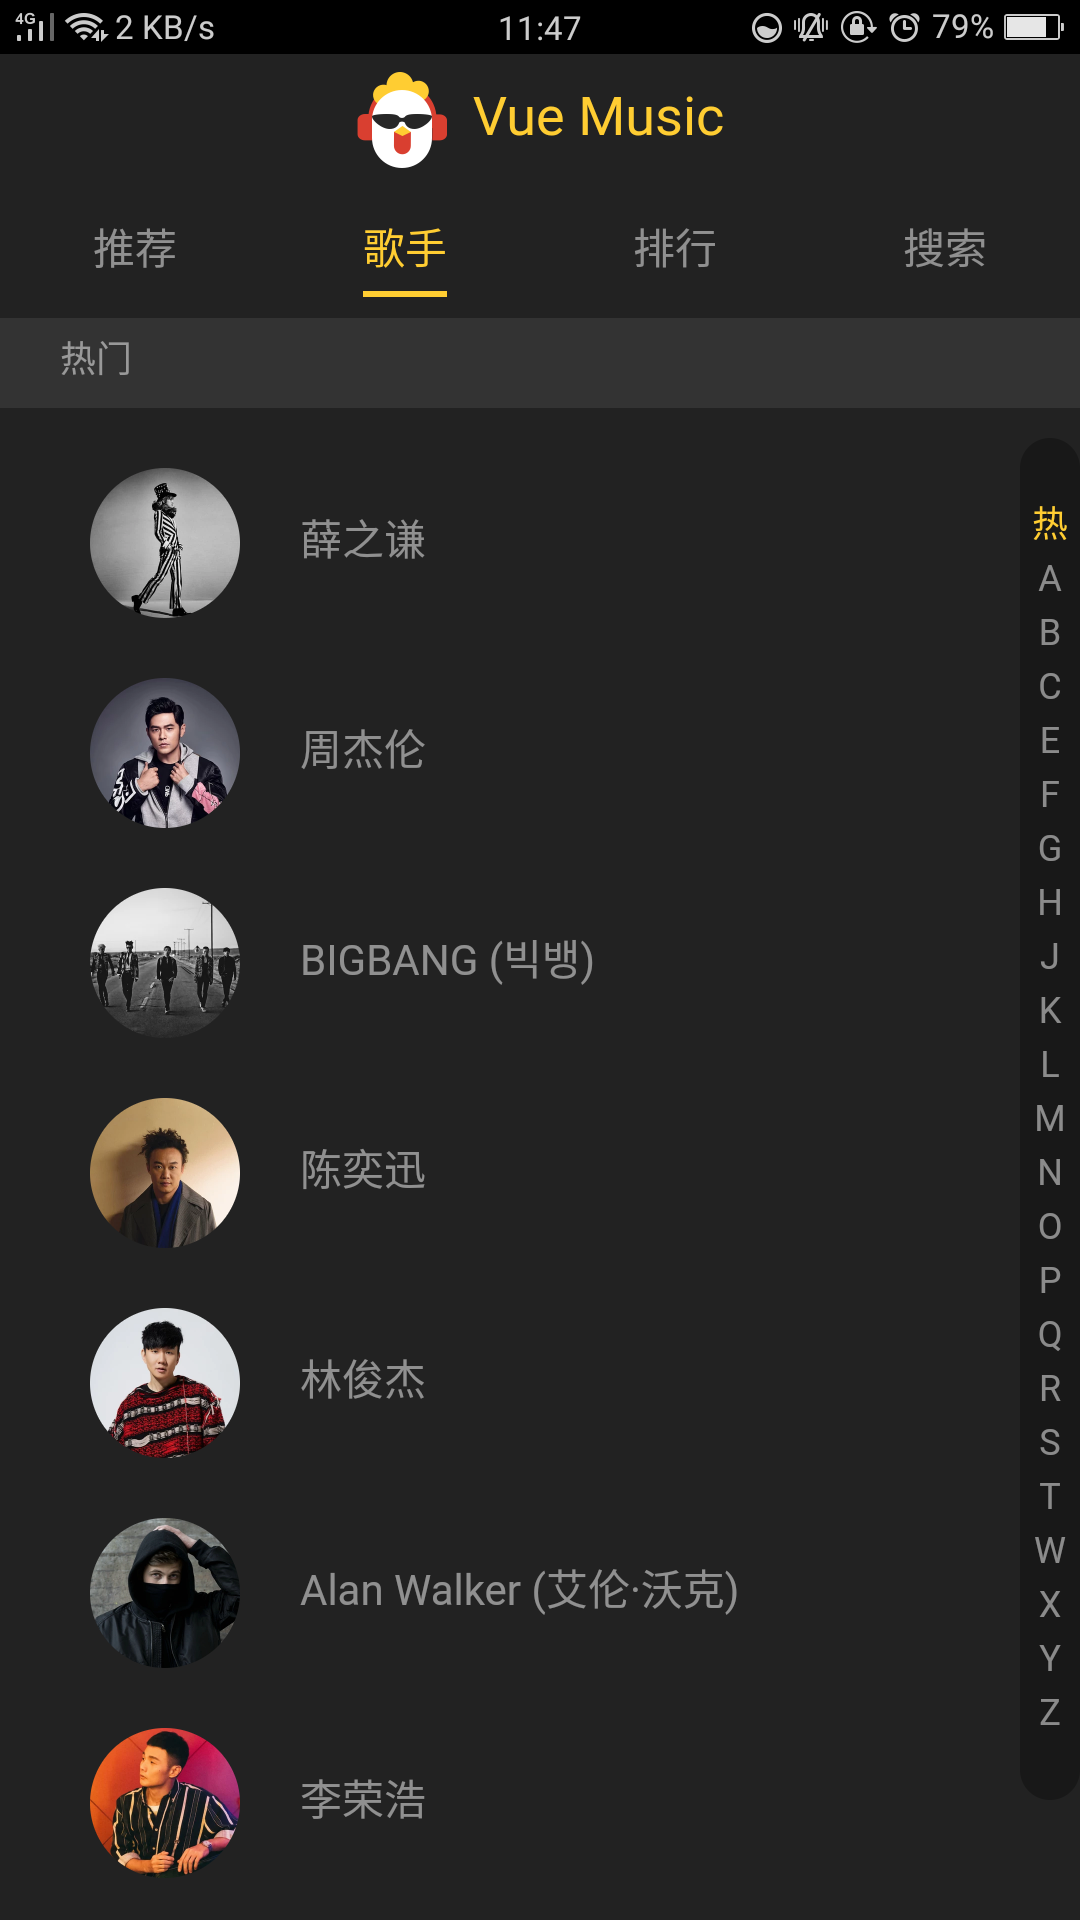 4G 2 KB/s 11:47 79%
Vue Music
推荐 歌手 排行 搜索
热门
薛之谦
周杰伦
BIGBANG (빅뱅)
陈奕迅
林俊杰
Alan Walker (艾伦·沃克)
李荣浩
热
A
B
C
E
F
G
H
J
K
L
M
N
O
P
Q
R
S
T
W
X
Y
Z